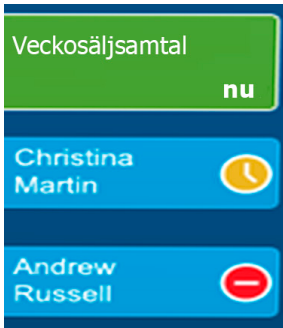 Veckosäljsamtal
nu
Christina
Martin
Andrew
Russell